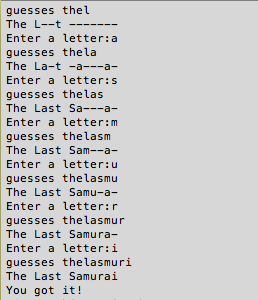 guesses thel
The L--t -------
Enter a letter:a
guesses thela
The La-t -a---a-
Enter a letter:s
guesses thelas
The Last Sa---a-
Enter a letter:m
guesses thelasm
The Last Sam--a-
Enter a letter:u
guesses thelasmu
The Last Samu-a-
Enter a letter:r
guesses thelasmur
The Last Samura-
Enter a letter:i
guesses thelasmuri
The Last Samurai
You got it!